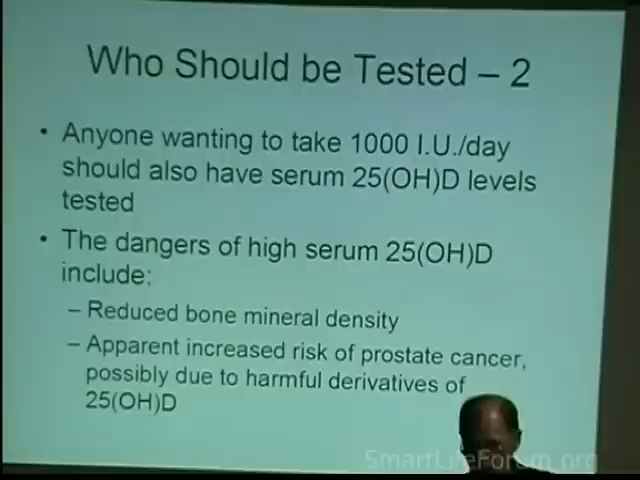 Who Should be Tested – 2
• Anyone wanting to take 1000 I.U./day
should also have serum 25(OH)D levels
tested
• The dangers of high serum 25(OH)D
include:
– Reduced bone mineral density
– Apparent increased risk of prostate cancer,
possibly due to harmful derivatives of
25(OH)D
SmartLifeForum.org